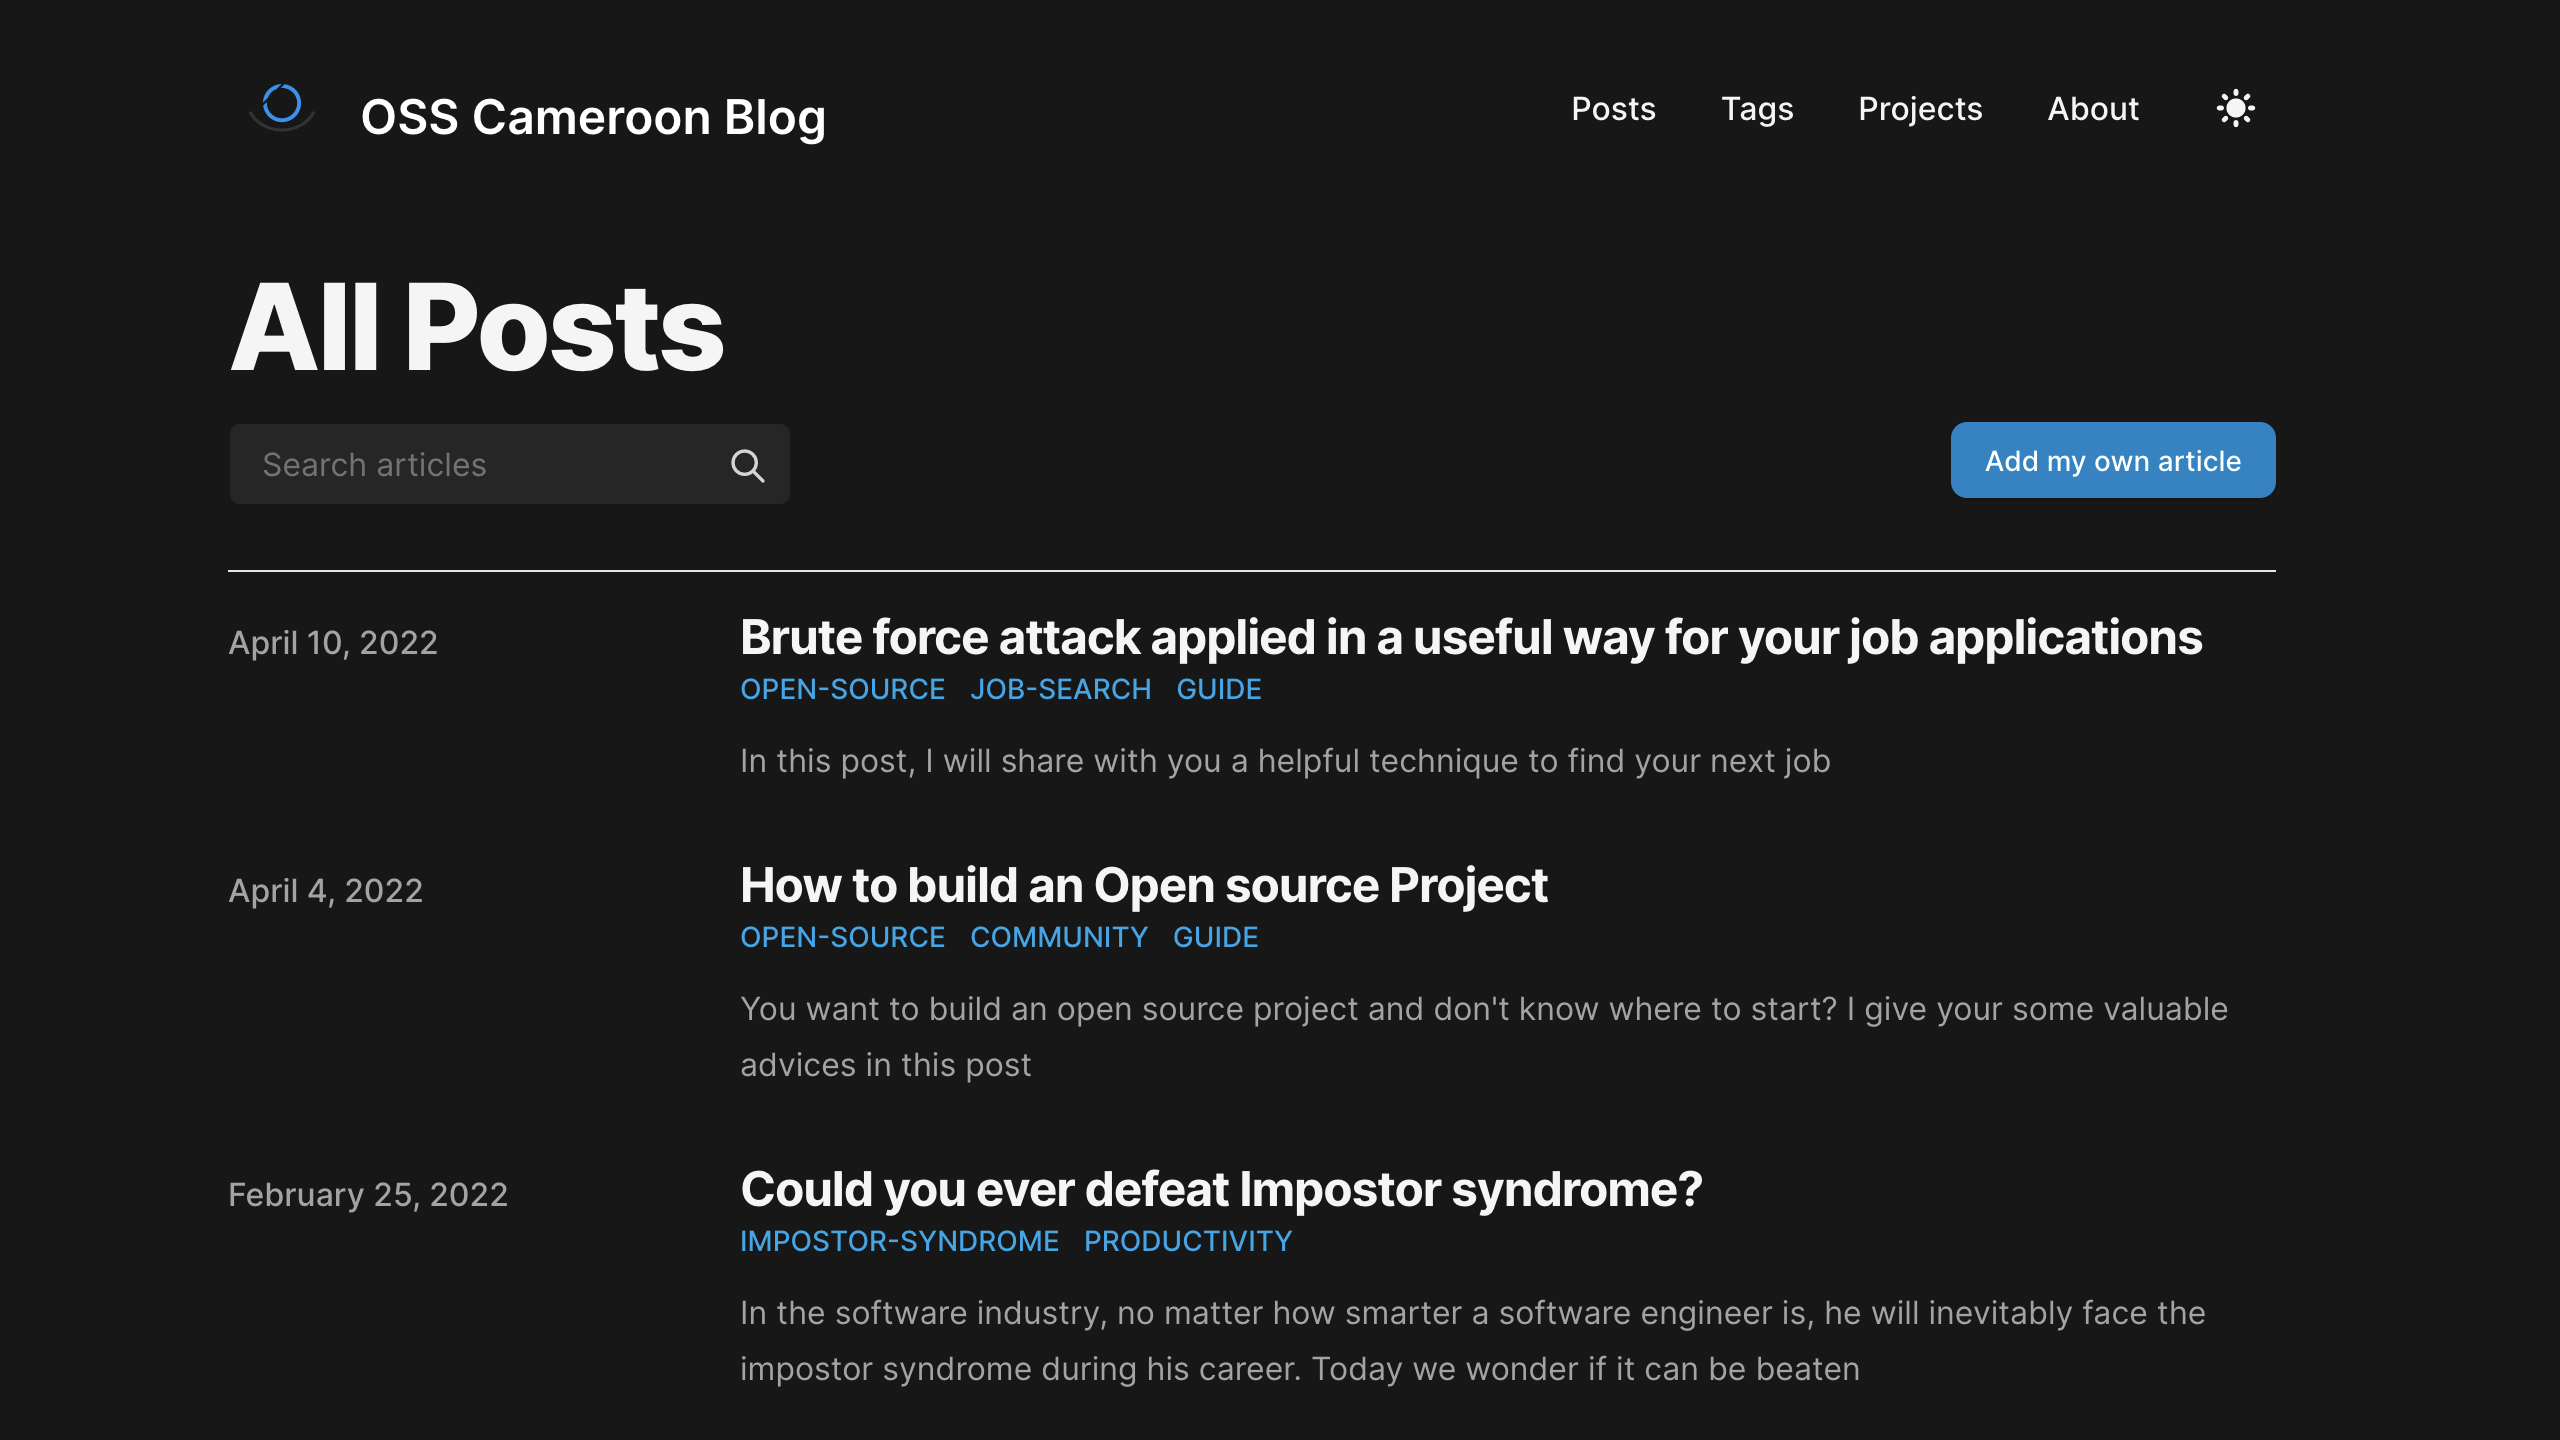 OSS Cameroon Blog
Posts
Tags
Projects
About
All Posts
Search articles
Add my own article
April 10, 2022
Brute force attack applied in a useful way for your job applications
OPEN-SOURCE JOB-SEARCH GUIDE
In this post, I will share with you a helpful technique to find your next job
April 4, 2022
How to build an Open source Project
OPEN-SOURCE COMMUNITY GUIDE
You want to build an open source project and don't know where to start? I give your some valuable
advices in this post
February 25, 2022
Could you ever defeat Impostor syndrome?
IMPOSTOR-SYNDROME PRODUCTIVITY
In the software industry, no matter how smarter a software engineer is, he will inevitably face the
impostor syndrome during his career. Today we wonder if it can be beaten